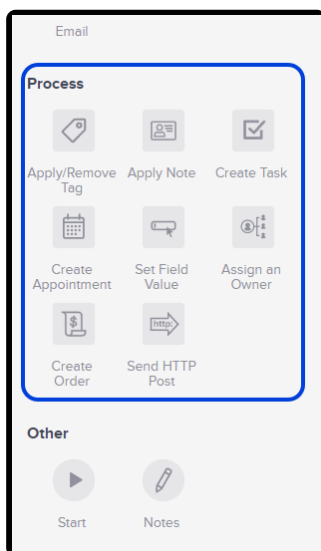 Email
Process
Apply/Remove Tag
Apply Note
Create Task
Create Appointment
Set Field Value
Assign an Owner
$
http:
Create Order
Send HTTP Post
Other
Start
Notes